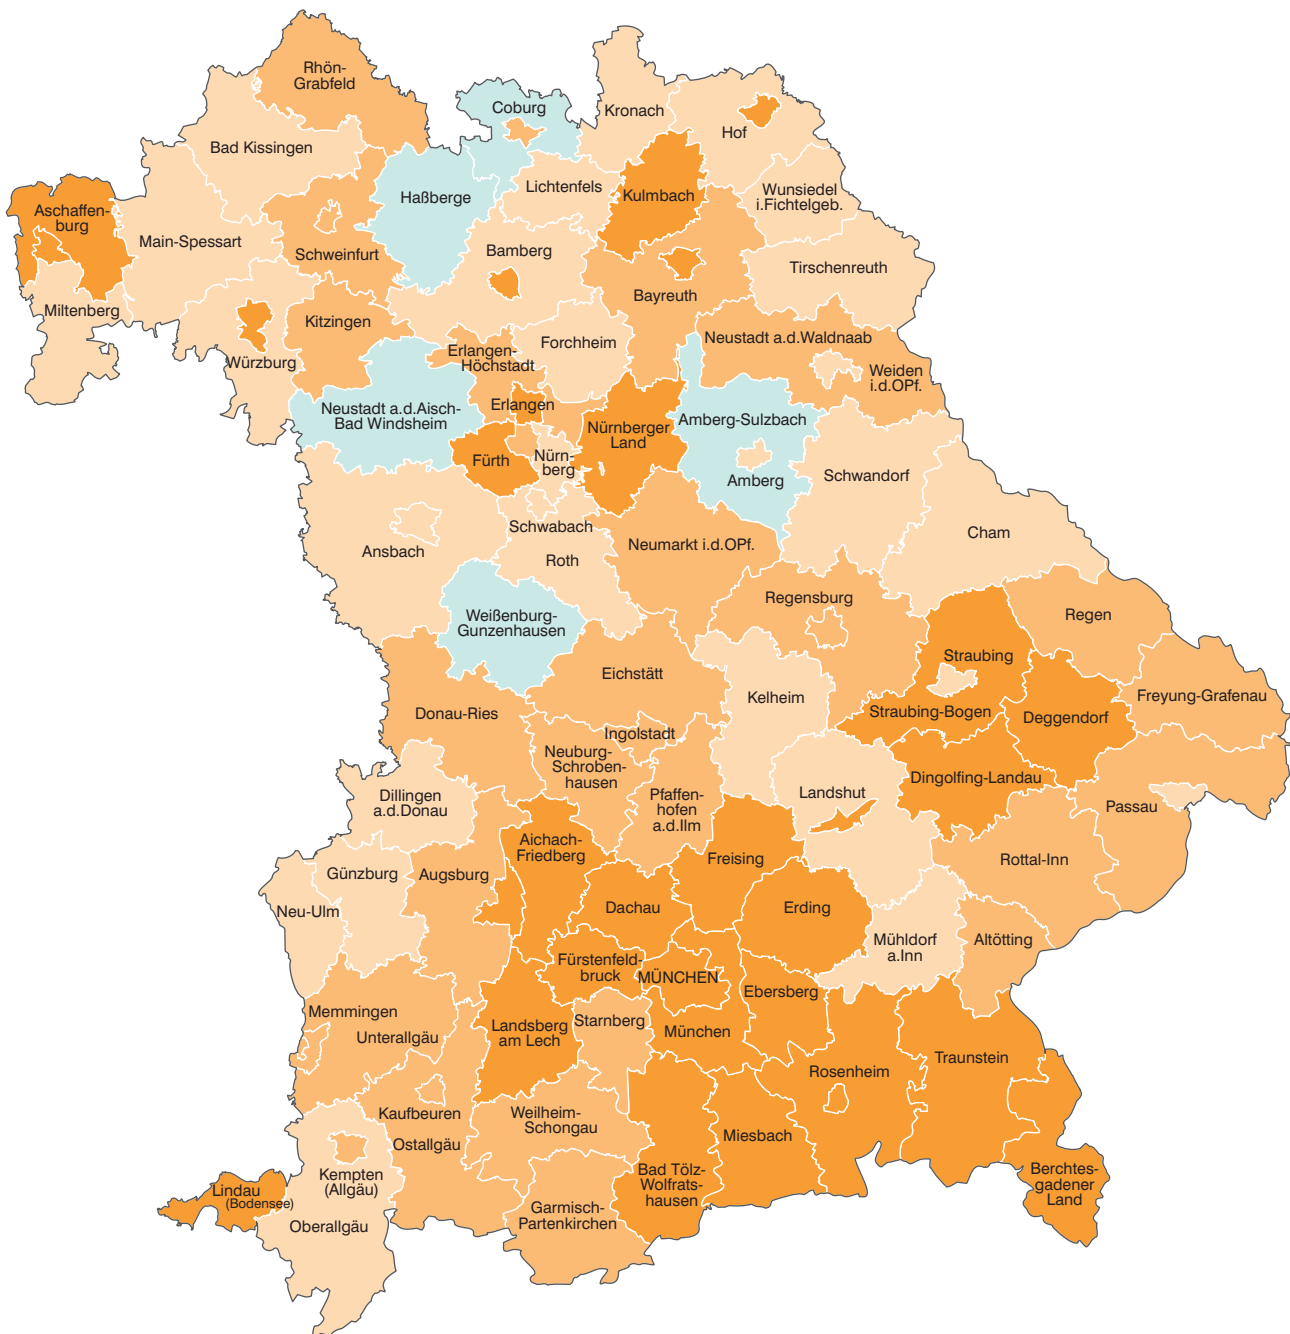 Rhön-
Grabfeld
Coburg
Kronach
Hof
Bad Kissingen
Haßberge
Lichtenfels
Kulmbach
Wunsiedel
i.Fichtelgeb.
Aschaffen-
burg
Main-Spessart
Schweinfurt
Bamberg
Tirschenreuth
Bayreuth
Miltenberg
Kitzingen
Würzburg
Erlangen-
Höchstadt
Forchheim
Neustadt a.d.Waldnaab
Weiden
i.d.OPf.
Neustadt a.d.Aisch-
Bad Windsheim
Erlangen
Nürnberger
Land
Amberg-Sulzbach
Fürth
Nürn-
berg
Amberg
Schwandorf
Schwabach
Ansbach
Roth
Neumarkt i.d.OPf.
Cham
Regensburg
Regen
Weißenburg-
Gunzenhausen
Straubing
Eichstätt
Kelheim
Freyung-Grafenau
Donau-Ries
Straubing-Bogen
Deggendorf
Ingolstadt
Neuburg-
Schroben-
hausen
Dingolfing-Landau
Pfaffen-
hofen
a.d.Ilm
Landshut
Dillingen
a.d.Donau
Passau
Aichach-
Friedberg
Freising
Rottal-Inn
Günzburg
Augsburg
Neu-Ulm
Dachau
Erding
Mühldorf
a.Inn
Altötting
Fürstenfeld-
bruck
MÜNCHEN
Ebersberg
Memmingen
Unterallgäu
Landsberg
am Lech
Starnberg
München
Rosenheim
Traunstein
Kaufbeuren
Weilheim-
Schongau
Miesbach
Ostallgäu
Kempten
(Allgäu)
Bad Tölz-
Wolfrats-
hausen
Berchtes-
gadener
Land
Lindau
(Bodensee)
Oberallgäu
Garmisch-
Partenkirchen